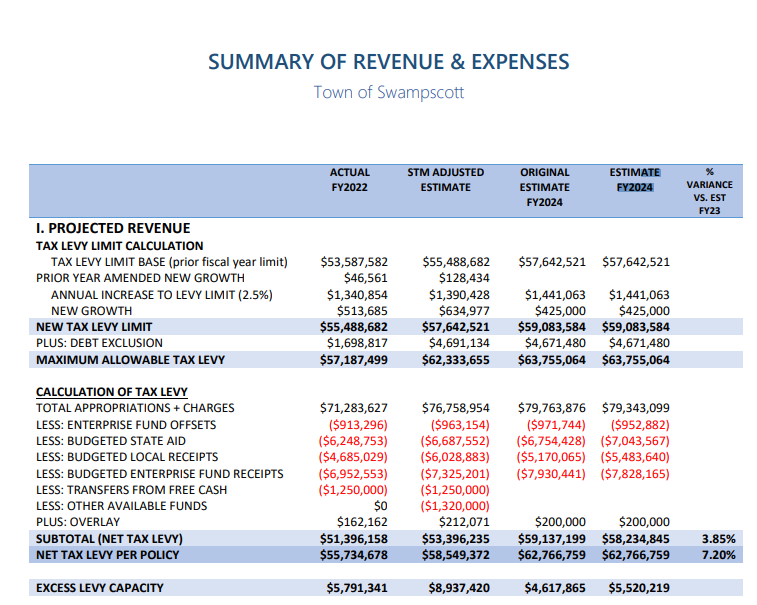 SUMMARY OF REVENUE & EXPENSES
Town of Swampscott
ACTUAL FY2022 STM ADJUSTED ESTIMATE ORIGINAL ESTIMATE FY2024 ESTIMATE FY2024 % VARIANCE VS. EST FY23
I. PROJECTED REVENUE
TAX LEVY LIMIT CALCULATION
TAX LEVY LIMIT BASE (prior fiscal year limit) $53,587,582 $55,488,682 $57,642,521 $57,642,521
PRIOR YEAR AMENDED NEW GROWTH $46,561 $128,434
ANNUAL INCREASE TO LEVY LIMIT (2.5%) $1,340,854 $1,390,428 $1,441,063 $1,441,063
NEW GROWTH $513,685 $634,977 $425,000 $425,000
NEW TAX LEVY LIMIT $55,488,682 $57,642,521 $59,083,584 $59,083,584
PLUS: DEBT EXCLUSION $1,698,817 $4,691,134 $4,671,480 $4,671,480
MAXIMUM ALLOWABLE TAX LEVY $57,187,499 $62,333,655 $63,755,064 $63,755,064
CALCULATION OF TAX LEVY
TOTAL APPROPRIATIONS + CHARGES $71,283,627 $76,758,954 $79,763,876 $79,343,099
LESS: ENTERPRISE FUND OFFSETS ($913,296) ($963,154) ($971,744) ($952,882)
LESS: BUDGETED STATE AID ($6,248,753) ($6,687,552) ($6,754,428) ($7,043,567)
LESS: BUDGETED LOCAL RECEIPTS ($4,685,029) ($6,028,883) ($5,170,065) ($5,483,640)
LESS: BUDGETED ENTERPRISE FUND RECEIPTS ($6,952,553) ($7,325,201) ($7,930,441) ($7,828,165)
LESS: TRANSFERS FROM FREE CASH ($1,250,000) ($1,250,000)
LESS: OTHER AVAILABLE FUNDS $0 ($1,320,000)
PLUS: OVERLAY $162,162 $212,071 $200,000 $200,000
SUBTOTAL (NET TAX LEVY) $51,396,158 $53,396,235 $59,137,199 $58,234,845 3.85%
NET TAX LEVY PER POLICY $55,734,678 $58,549,372 $62,766,759 $62,766,759 7.20%
EXCESS LEVY CAPACITY $5,791,341 $8,937,420 $4,617,865 $5,520,219